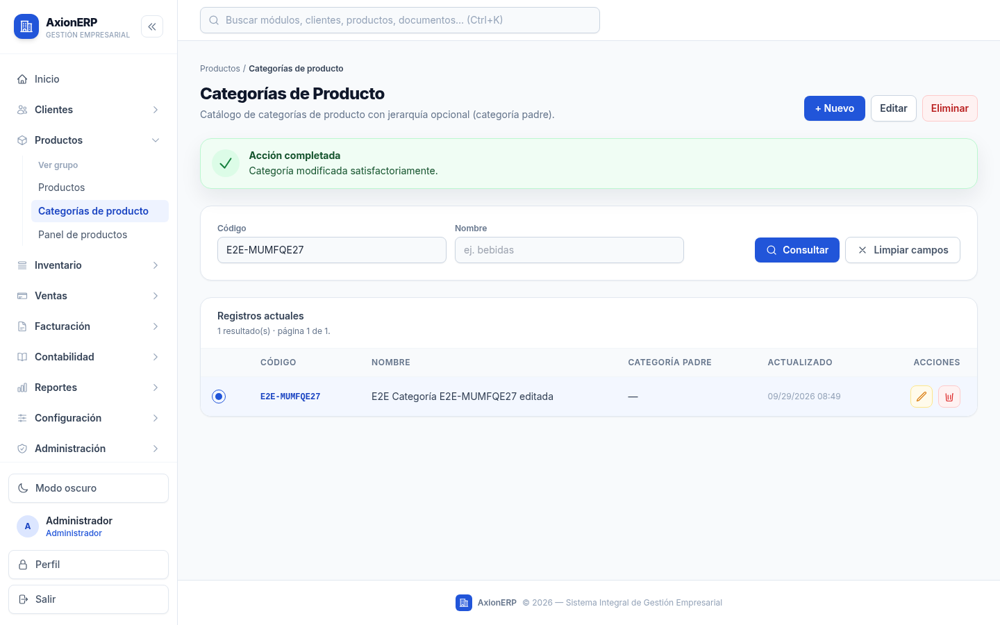 AxionERP
GESTIÓN EMPRESARIAL
Buscar módulos, clientes, productos, documentos... (Ctrl+K)
Inicio
Clientes
Productos
Ver grupo
Productos
Categorías de producto
Panel de productos
Inventario
Ventas
Facturación
Contabilidad
Reportes
Configuración
Administración
Modo oscuro
A
Administrador
Administrador
Perfil
Salir
Productos / Categorías de producto
Categorías de Producto
Catálogo de categorías de producto con jerarquía opcional (categoría padre).
+ Nuevo
Editar
Eliminar
Acción completada
Categoría modificada satisfactoriamente.
Código
Nombre
E2E-MUMFQE27
ej. bebidas
Consultar
Limpiar campos
Registros actuales
1 resultado(s) · página 1 de 1.
CÓDIGO NOMBRE CATEGORÍA PADRE ACTUALIZADO ACCIONES
E2E-MUMFQE27 E2E Categoría E2E-MUMFQE27 editada — 09/29/2026 08:49
AxionERP © 2026 — Sistema Integral de Gestión Empresarial